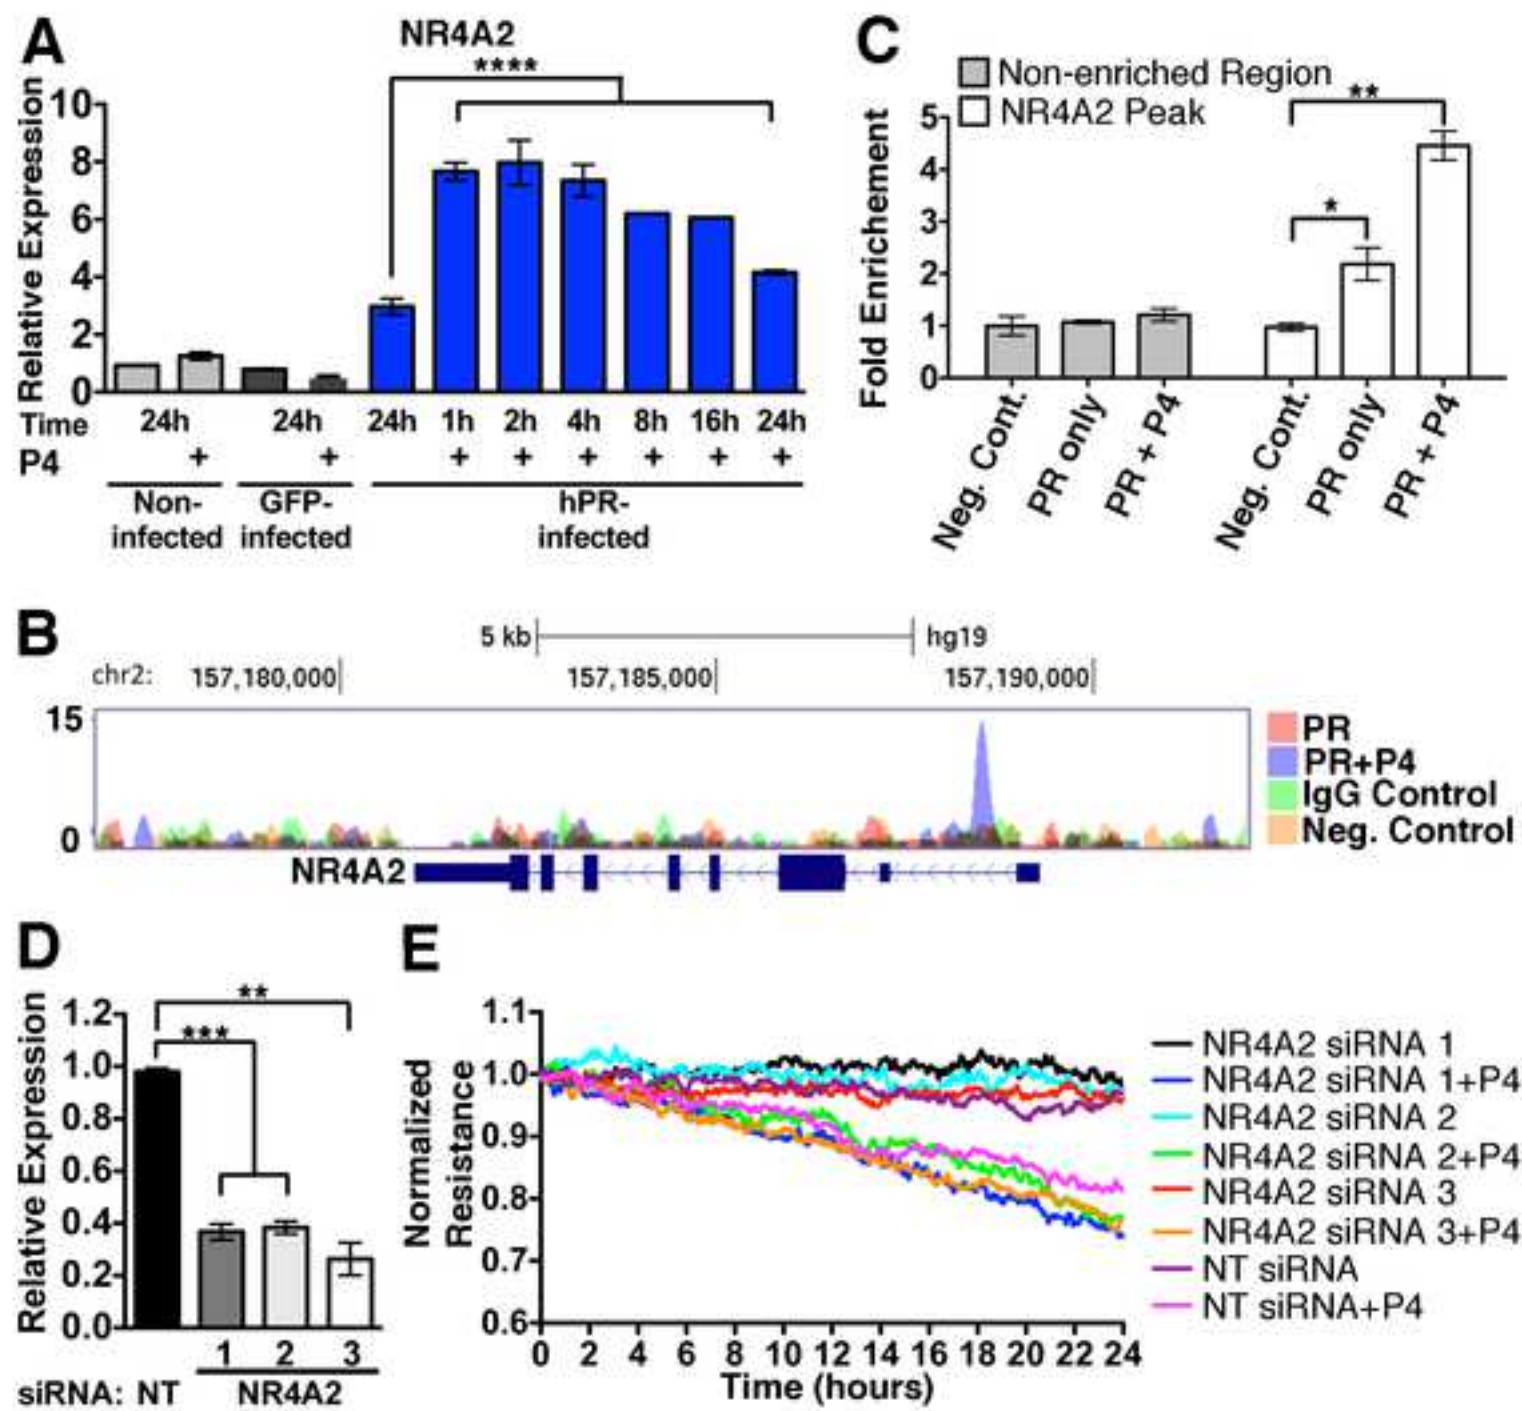 A
NR4A2
****
Relative Expression
10
8
6
4
2
0
Time 24h 24h 24h 1h 2h 4h 8h 16h 24h
P4 + + + + + + + +
Non-
infected
GFP-
infected
hPR-
infected
C
Non-enriched Region
NR4A2 Peak
**
*
Fold Enrichement
5
4
3
2
1
0
Neg. Cont.
PR only
PR + P4
Neg. Cont.
PR only
PR + P4
B
5 kb hg19
chr2: 157,180,000 157,185,000 157,190,000
15
0
PR
PR+P4
IgG Control
Neg. Control
NR4A2
D
**
***
Relative Expression
1.2
1.0
0.8
0.6
0.4
0.2
0.0
1 2 3
siRNA: NT NR4A2
E
Normalized
Resistance
1.1
1.0
0.9
0.8
0.7
0.6
0 2 4 6 8 10 12 14 16 18 20 22 24
Time (hours)
NR4A2 siRNA 1
NR4A2 siRNA 1+P4
NR4A2 siRNA 2
NR4A2 siRNA 2+P4
NR4A2 siRNA 3
NR4A2 siRNA 3+P4
NT siRNA
NT siRNA+P4